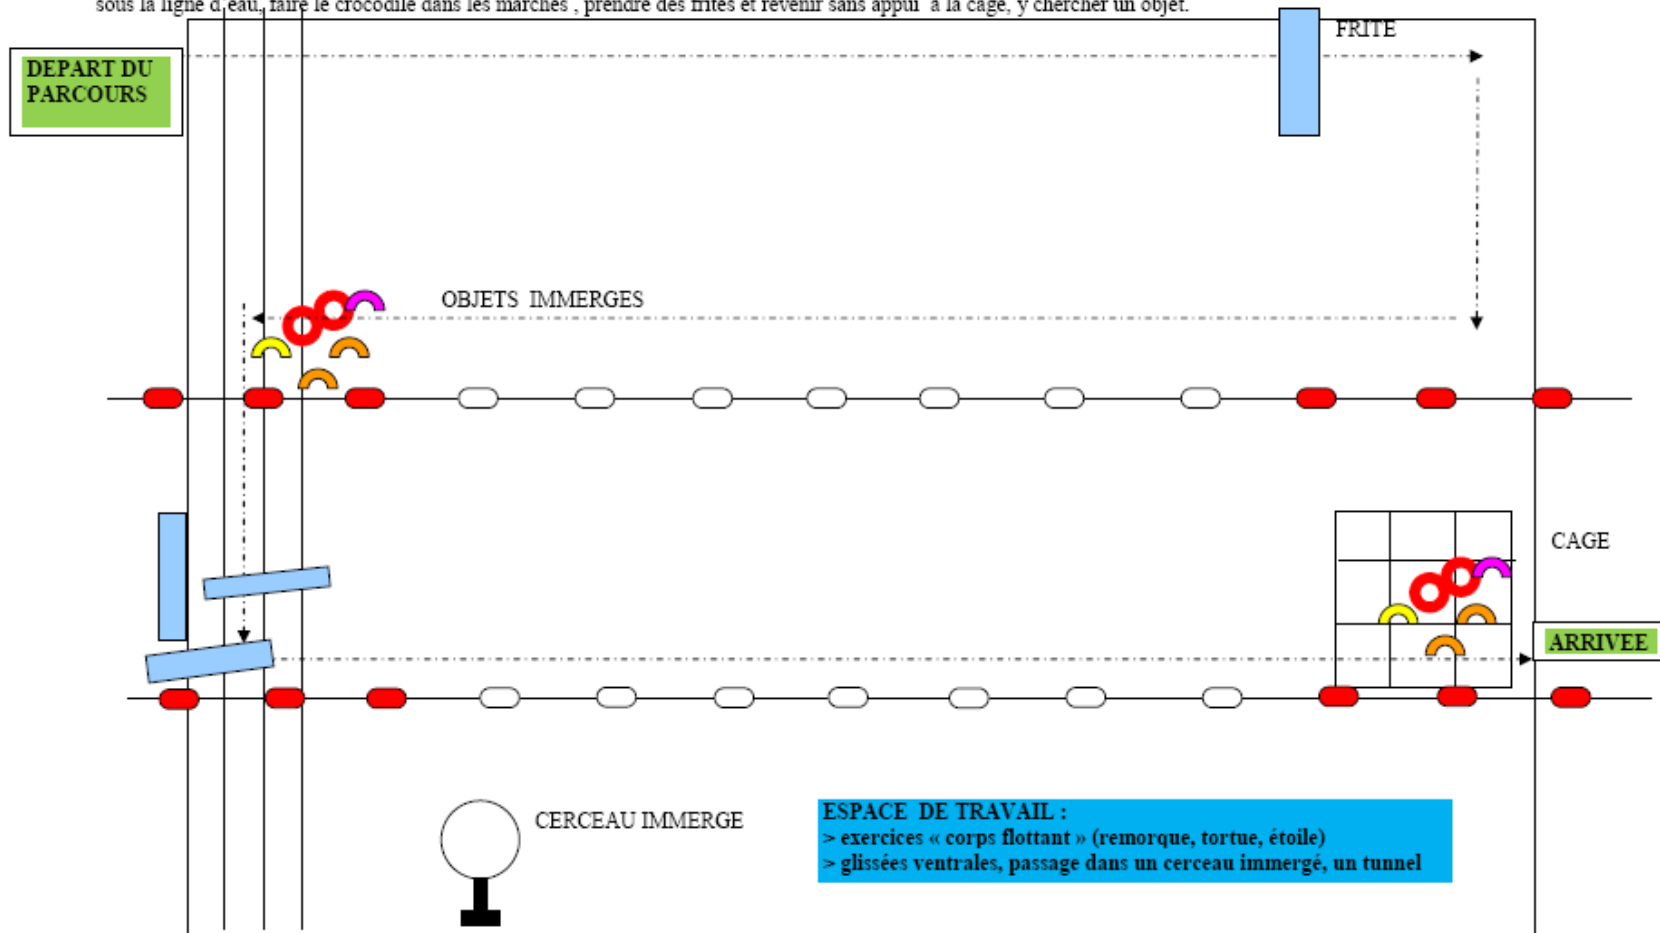 sous la ligne d'eau, faire le crocodile dans les marches , prendre des frites et revenir sans appui à la cage, y chercher un objet.
FRITE
DEPART DU
PARCOURS
OBJETS IMMERGES
CAGE
ARRIVEE
CERCEAU IMMERGE
ESPACE DE TRAVAIL :
> exercices « corps flottant » (remorque, tortue, étoile)
> glissées ventrales, passage dans un cerceau immergé, un tunnel